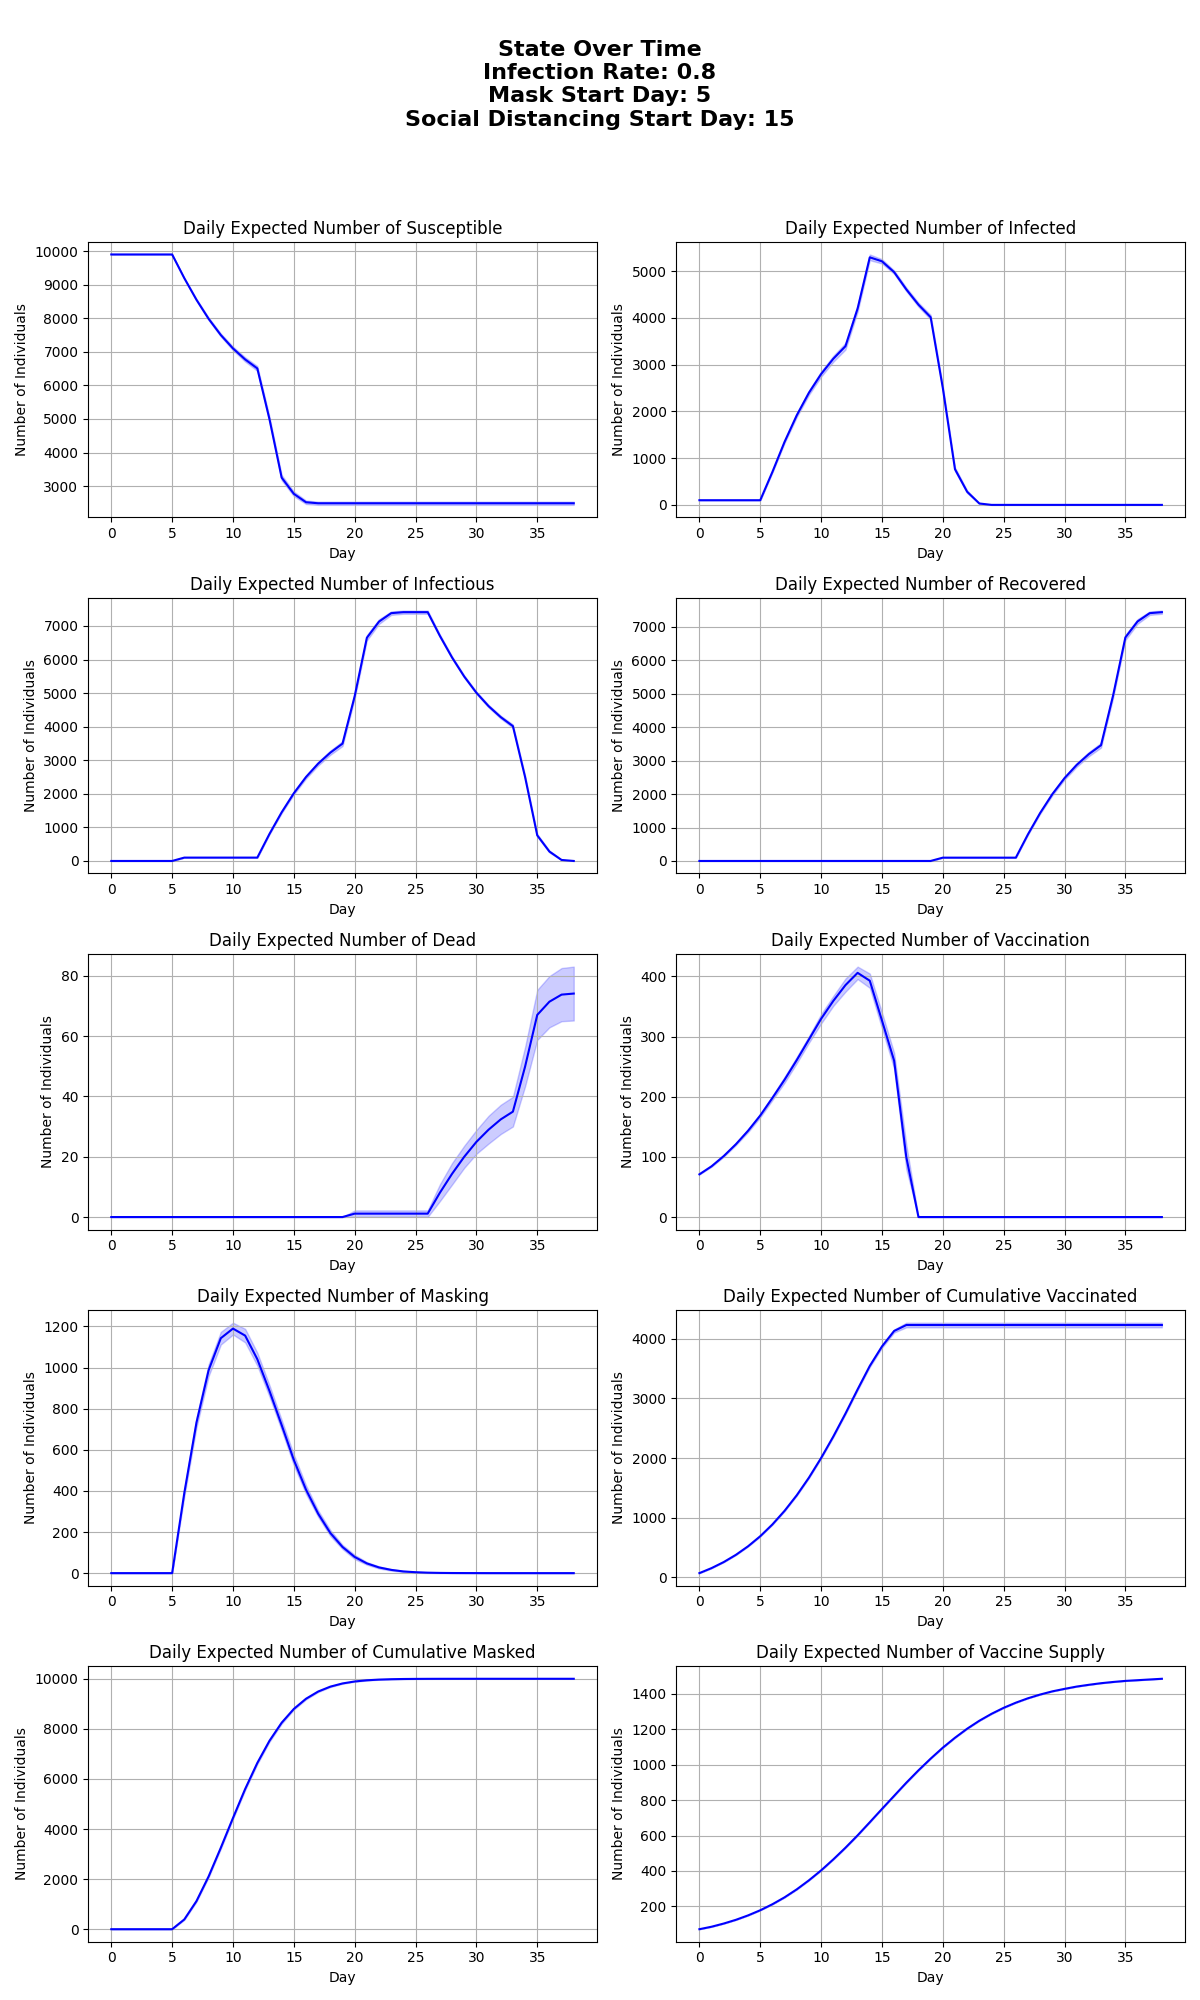 State Over Time
Infection Rate: 0.8
Mask Start Day: 5
Social Distancing Start Day: 15
Daily Expected Number of Susceptible
Number of Individuals
10000
9000
8000
7000
6000
5000
4000
3000
0 5 10 15 20 25 30 35
Day
Daily Expected Number of Infected
Number of Individuals
5000
4000
3000
2000
1000
0
0 5 10 15 20 25 30 35
Day
Daily Expected Number of Infectious
Number of Individuals
7000
6000
5000
4000
3000
2000
1000
0
0 5 10 15 20 25 30 35
Day
Daily Expected Number of Recovered
Number of Individuals
7000
6000
5000
4000
3000
2000
1000
0
0 5 10 15 20 25 30 35
Day
Daily Expected Number of Dead
Number of Individuals
80
60
40
20
0
0 5 10 15 20 25 30 35
Day
Daily Expected Number of Vaccination
Number of Individuals
400
300
200
100
0
0 5 10 15 20 25 30 35
Day
Daily Expected Number of Masking
Number of Individuals
1200
1000
800
600
400
200
0
0 5 10 15 20 25 30 35
Day
Daily Expected Number of Cumulative Vaccinated
Number of Individuals
4000
3000
2000
1000
0
0 5 10 15 20 25 30 35
Day
Daily Expected Number of Cumulative Masked
Number of Individuals
10000
8000
6000
4000
2000
0
0 5 10 15 20 25 30 35
Day
Daily Expected Number of Vaccine Supply
Number of Individuals
1400
1200
1000
800
600
400
200
0 5 10 15 20 25 30 35
Day